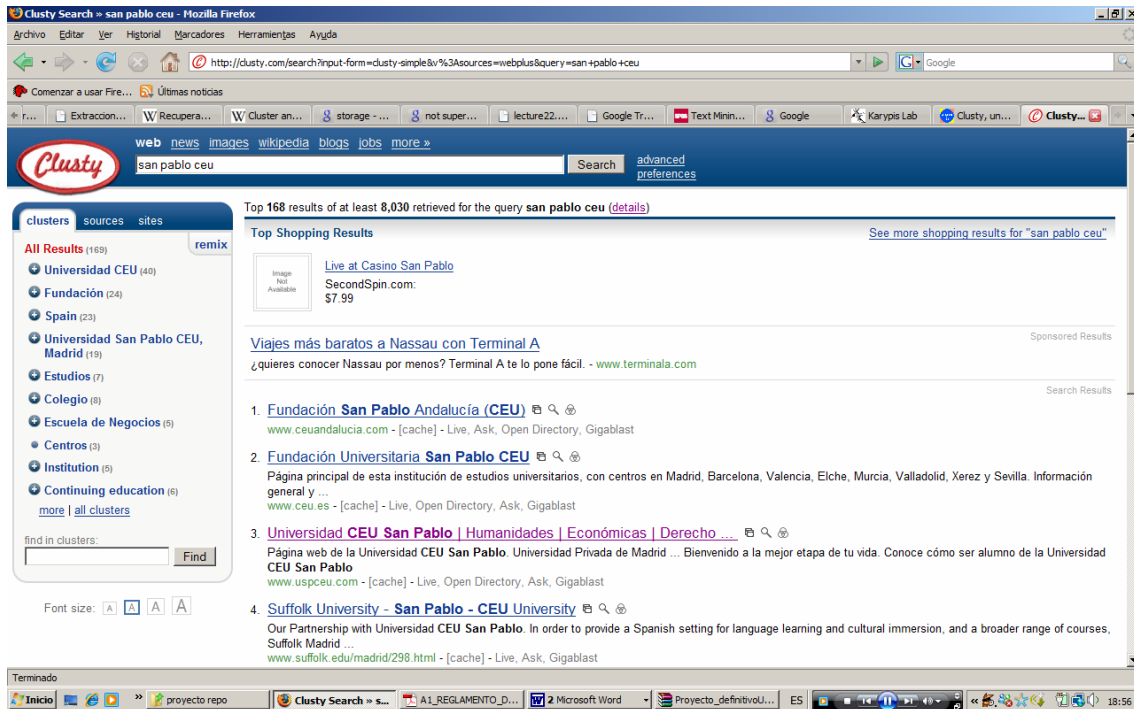 Clusty Search » san pablo ceu - Mozilla Firefox
Archivo Editar Ver Historial Marcadores Herramientas Ayuda
http://clusty.com/search?input-form=clusty-simple&v%3Asources=webplus&query=san+pablo+ceu
Google
Comenzar a usar Fire... Últimas noticias
r... Extraccion... Recupera... Cluster an... storage - ... not super... lecture22.... Google Tr... Text Minin... Google Karypis Lab Clusty, un... Clusty...
web news images wikipedia blogs jobs more »
Clusty
san pablo ceu Search advanced
preferences
clusters sources sites
remix
All Results (169)
Universidad CEU (40)
Fundación (24)
Spain (23)
Universidad San Pablo CEU,
Madrid (19)
Estudios (7)
Colegio (8)
Escuela de Negocios (5)
Centros (3)
Institution (5)
Continuing education (6)
more | all clusters
find in clusters:
Find
Font size: A A A A
Top 168 results of at least 8,030 retrieved for the query san pablo ceu (details)
Top Shopping Results See more shopping results for "san pablo ceu"
Image
Not
Available
Live at Casino San Pablo
SecondSpin.com:
$7.99
Sponsored Results
Viajes más baratos a Nassau con Terminal A
¿quieres conocer Nassau por menos? Terminal A te lo pone fácil. - www.terminala.com
Search Results
1. Fundación San Pablo Andalucía (CEU)
www.ceuandalucia.com - [cache] - Live, Ask, Open Directory, Gigablast
2. Fundación Universitaria San Pablo CEU
Página principal de esta institución de estudios universitarios, con centros en Madrid, Barcelona, Valencia, Elche, Murcia, Valladolid, Xerez y Sevilla. Información
general y ...
www.ceu.es - [cache] - Live, Open Directory, Ask, Gigablast
3. Universidad CEU San Pablo | Humanidades | Económicas | Derecho ...
Página web de la Universidad CEU San Pablo. Universidad Privada de Madrid ... Bienvenido a la mejor etapa de tu vida. Conoce cómo ser alumno de la Universidad
CEU San Pablo
www.uspceu.com - [cache] - Live, Open Directory, Ask, Gigablast
4. Suffolk University - San Pablo - CEU University
Our Partnership with Universidad CEU San Pablo. In order to provide a Spanish setting for language learning and cultural immersion, and a broader range of courses,
Suffolk Madrid ...
www.suffolk.edu/madrid/298.html - [cache] - Live, Open Directory, Ask, Gigablast
Terminado
Inicio » proyecto repo Clusty Search » s... A1_REGLAMENTO_D... 2 Microsoft Word Proyecto_definitivoU... ES « 18:56